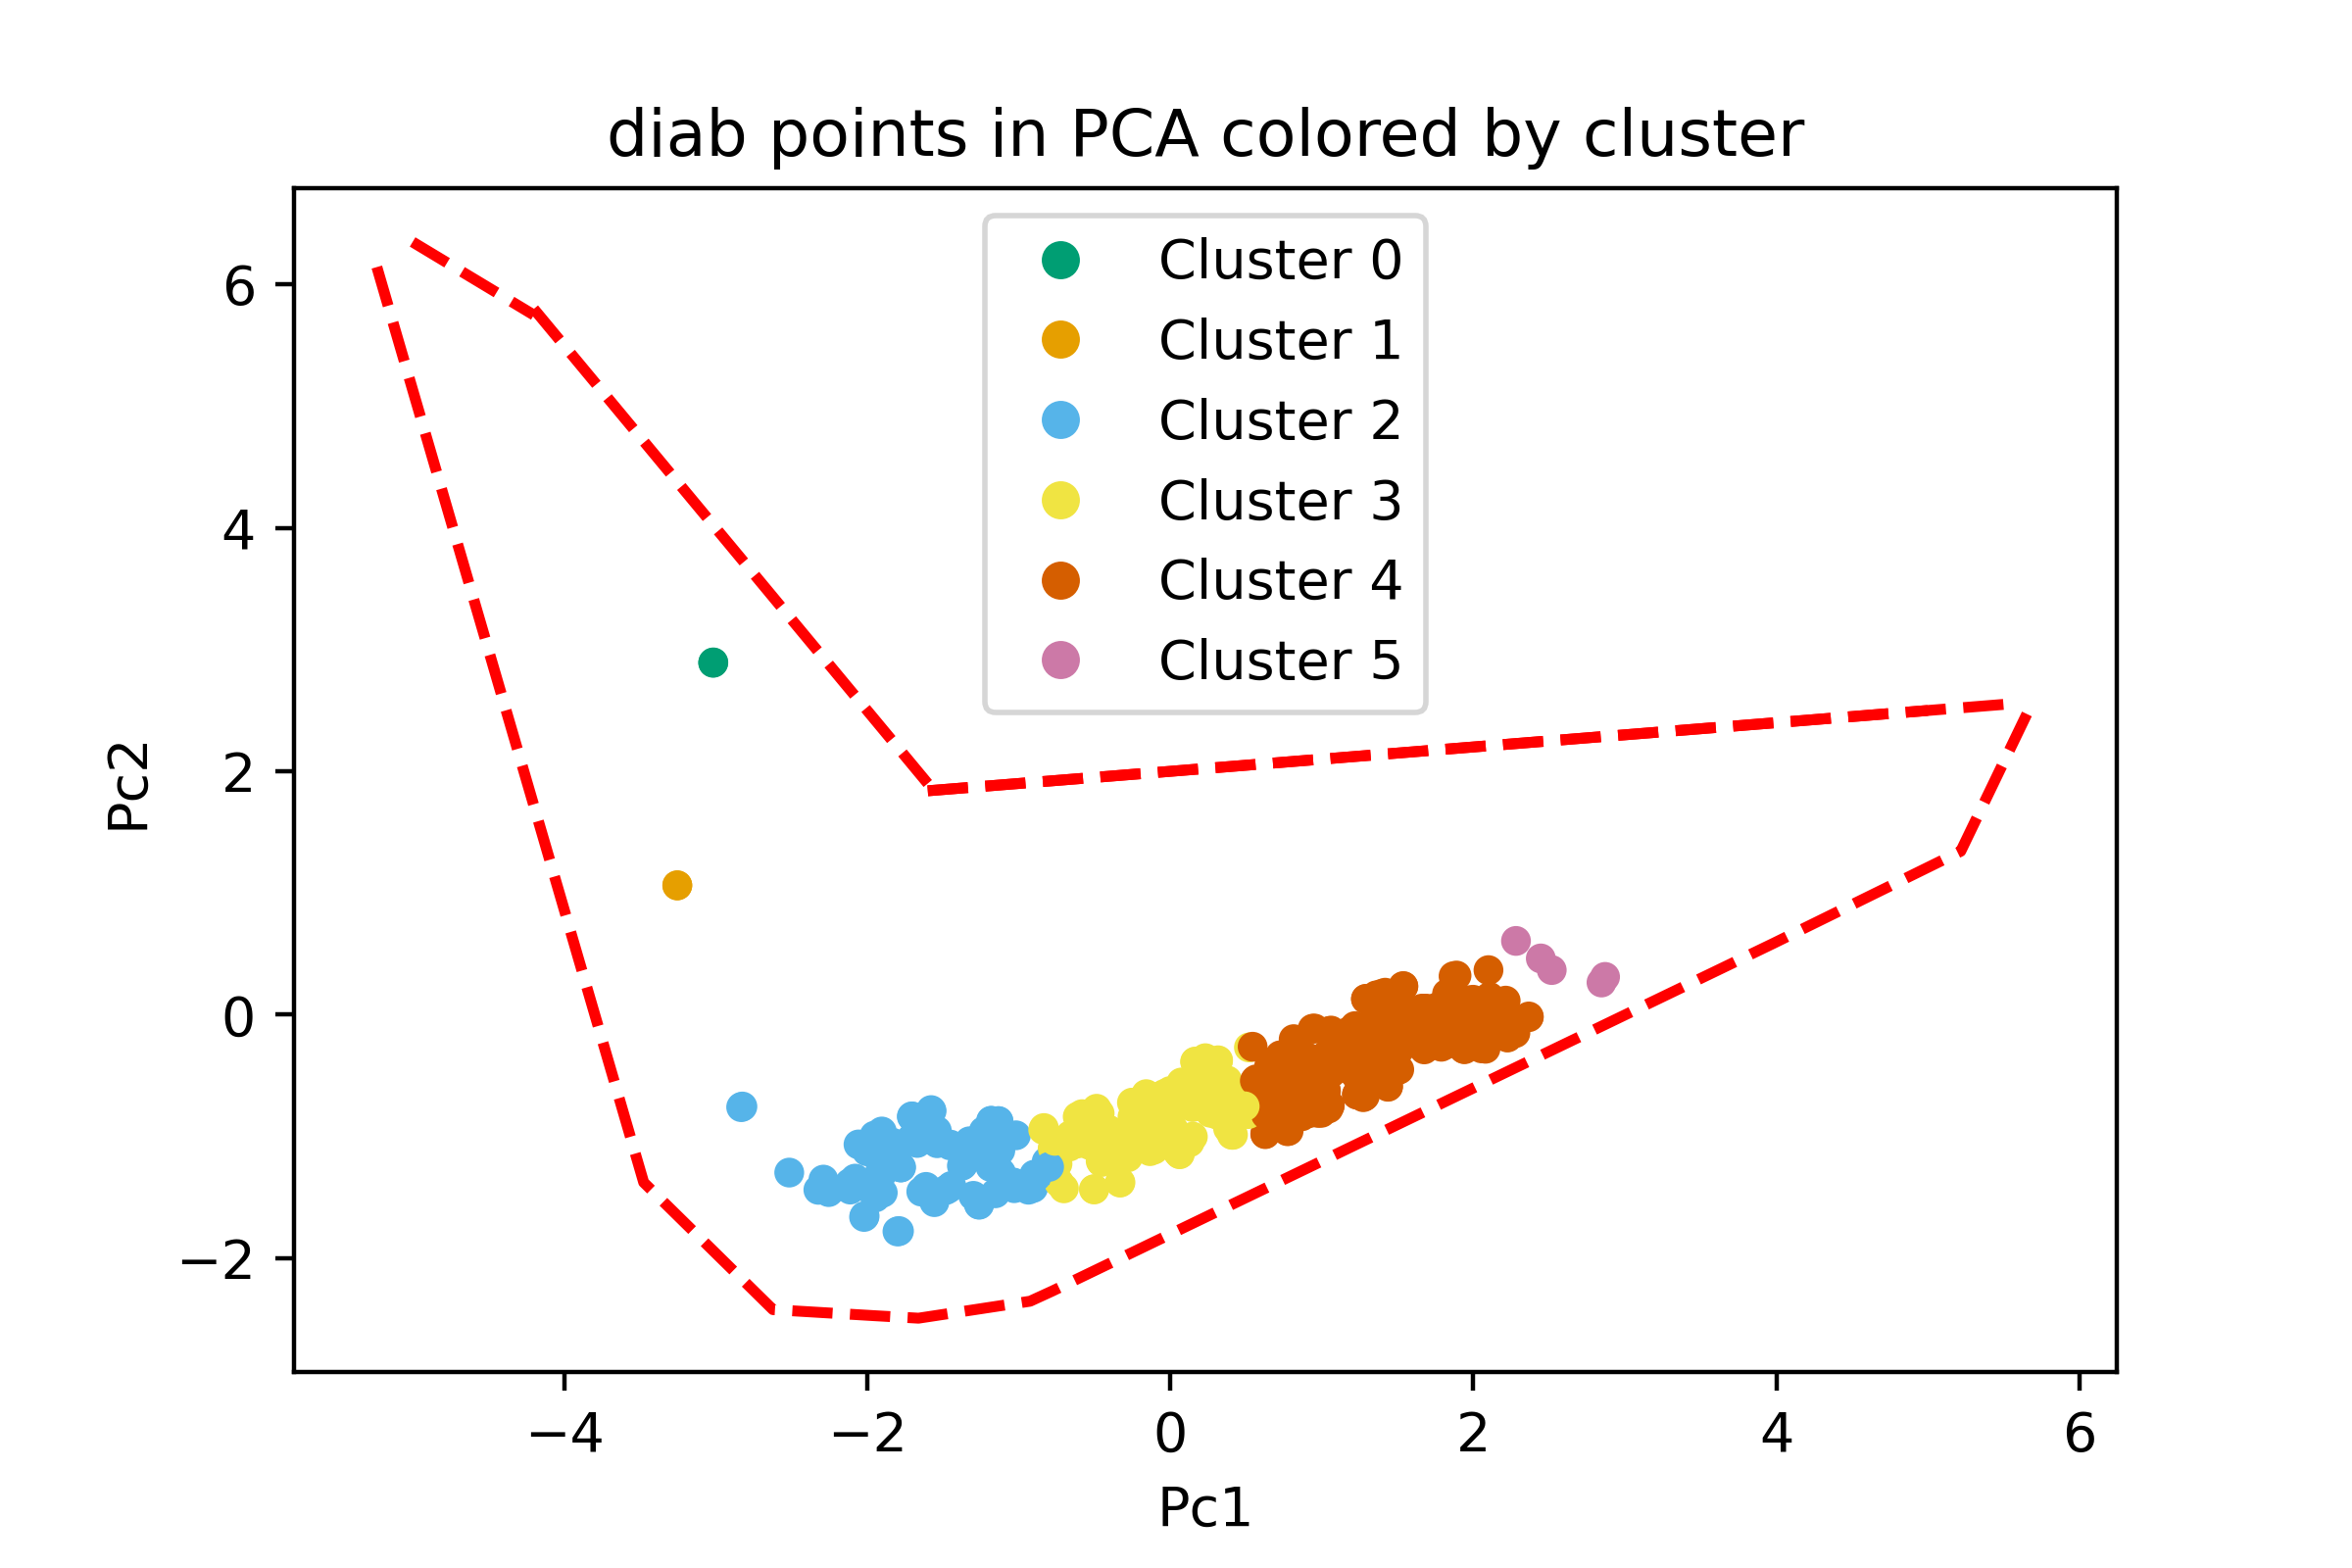 diab points in PCA colored by cluster
Cluster 0
Cluster 1
Cluster 2
Cluster 3
Cluster 4
Cluster 5
6
4
2
0
−2
Pc2
−4
−2
0
2
4
6
Pc1